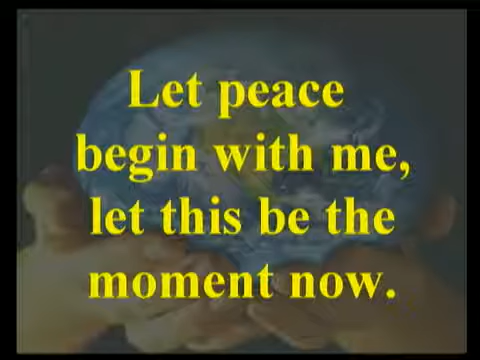 Let peace
begin with me,
let this be the
moment now.